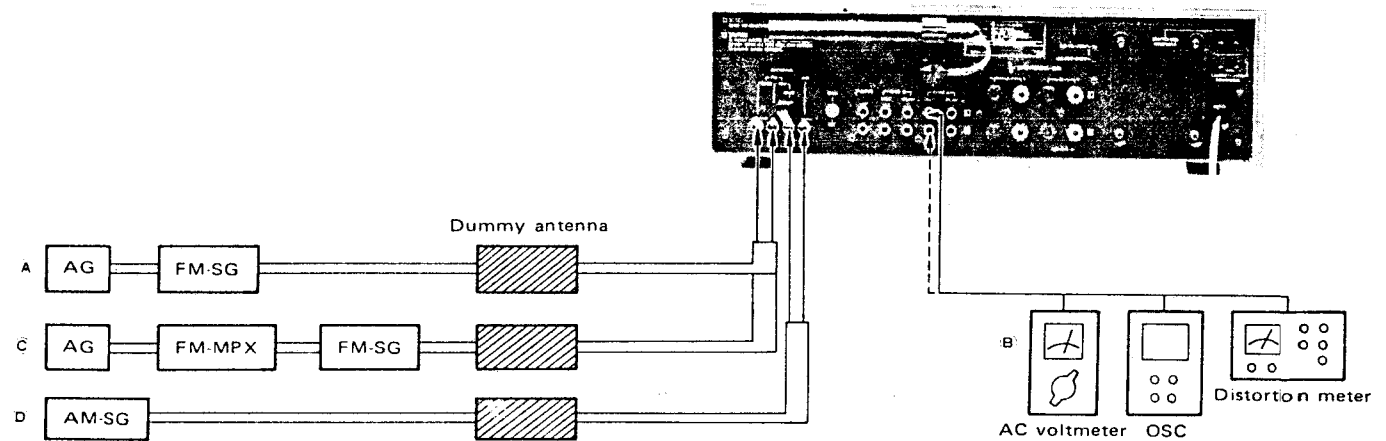 Dummy antenna
A AG FM-SG
C AG FM-MPX FM-SG
D AM-SG
B
AC voltmeter OSC Distortion meter